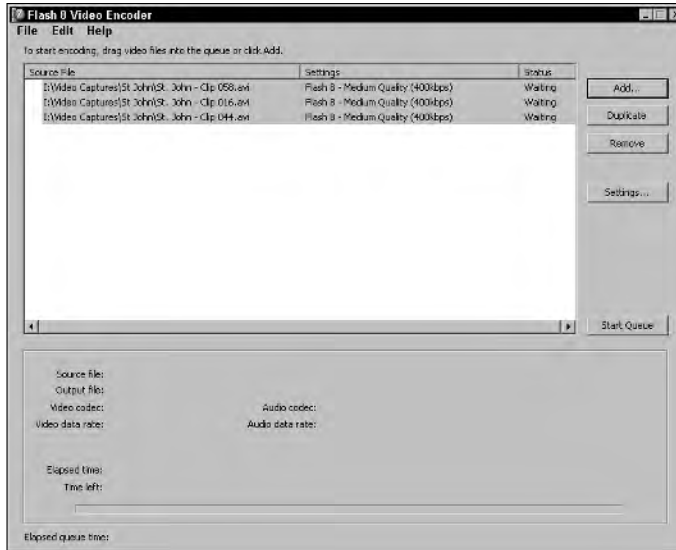 Flash 8 Video Encoder
File Edit Help
To start encoding, drag video files into the queue or click Add.
Source File Settings Status
I:\Video Captures\St John\St. John - Clip 058.avi Flash 8 - Medium Quality (400kbps) Waiting
I:\Video Captures\St John\St. John - Clip 016.avi Flash 8 - Medium Quality (400kbps) Waiting
I:\Video Captures\St John\St. John - Clip 044.avi Flash 8 - Medium Quality (400kbps) Waiting
Add...
Duplicate
Remove
Settings...
Start Queue
Source file:
Output file:
Video codec: Audio codec:
Video data rate: Audio data rate:
Elapsed time:
Time left:
Elapsed queue time: